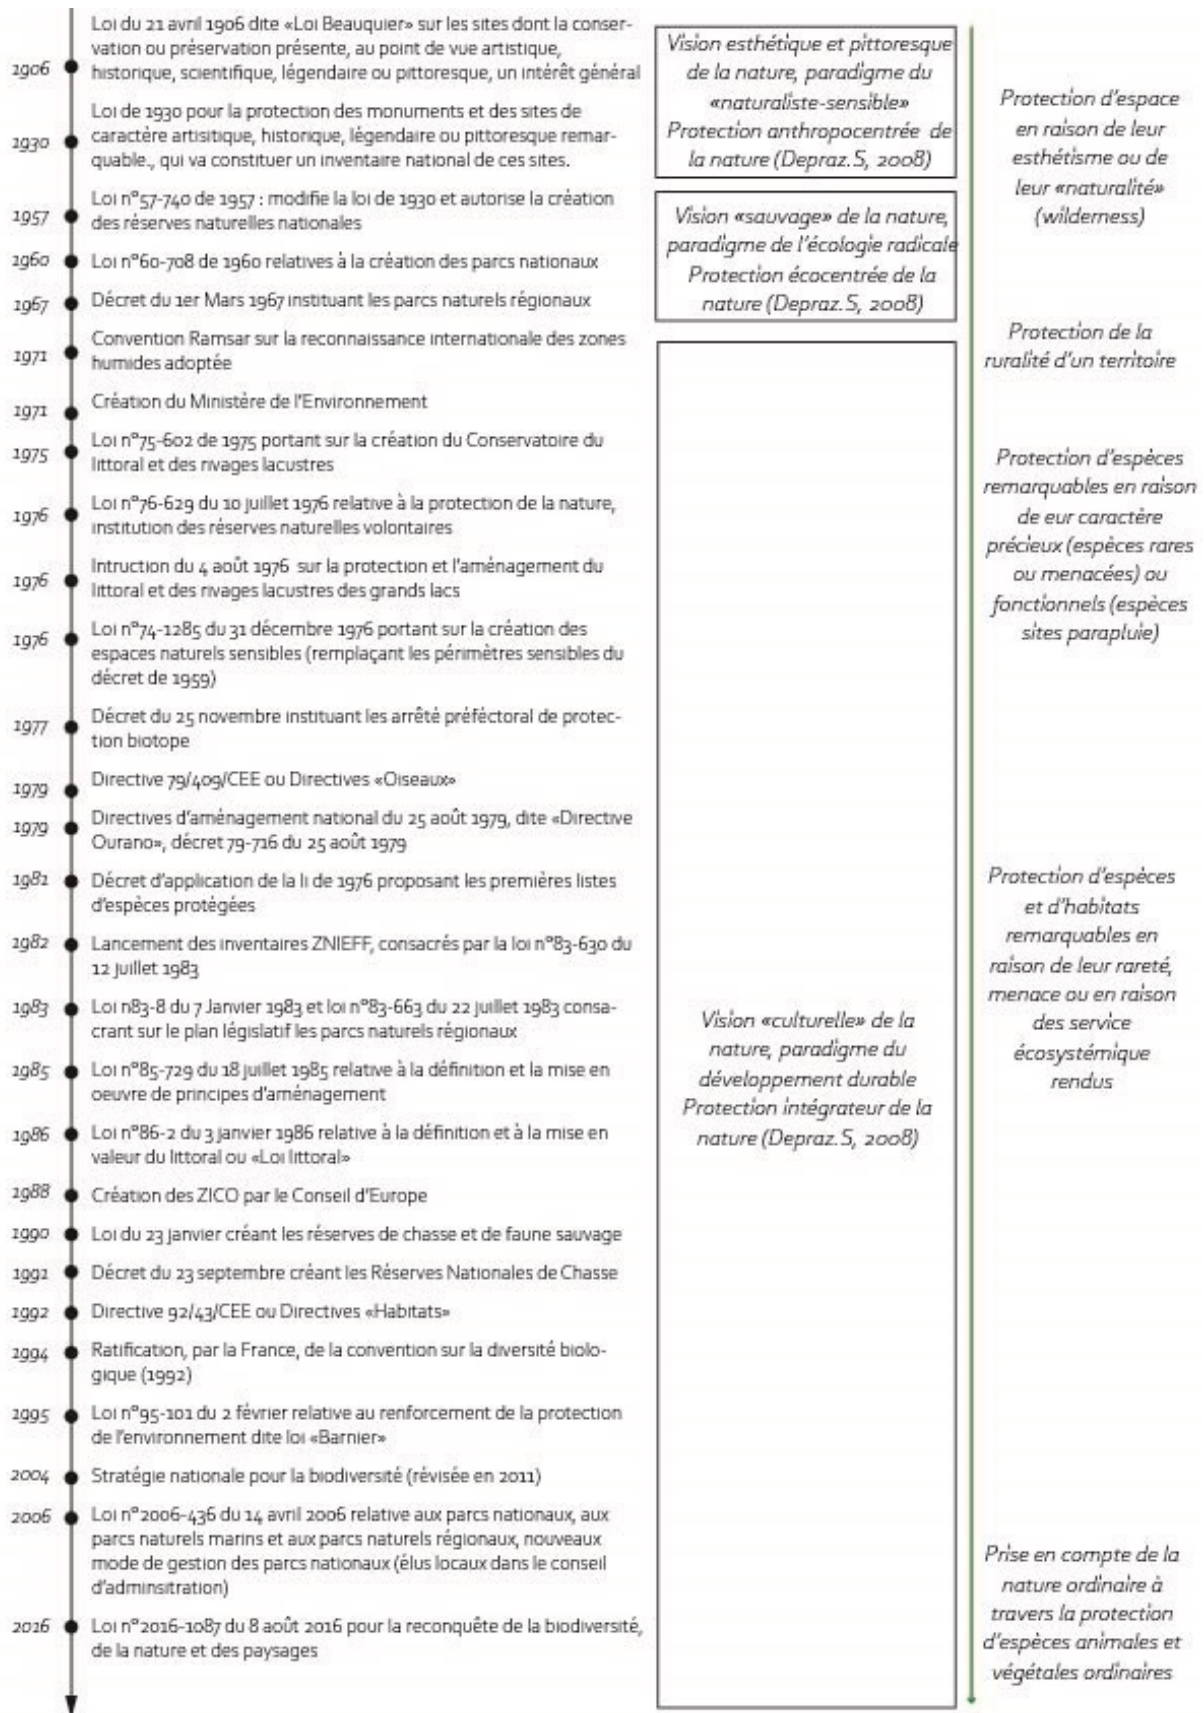 1906
Loi du 21 avril 1906 dite «Loi Beauquier» sur les sites dont la conser-
vation ou préservation présente, au point de vue artistique,
historique, scientifique, légendaire ou pittoresque, un intérêt général
1930
Loi de 1930 pour la protection des monuments et des sites de
caractère artisitique, historique, légendaire ou pittoresque remar-
quable., qui va constituer un inventaire national de ces sites.
1957
Loi n°57-740 de 1957 : modifie la loi de 1930 et autorise la création
des réserves naturelles nationales
1960
Loi n°60-708 de 1960 relatives à la création des parcs nationaux
1967
Décret du 1er Mars 1967 instituant les parcs naturels régionaux
1971
Convention Ramsar sur la reconnaissance internationale des zones
humides adoptée
1971
Création du Ministère de l'Environnement
1975
Loi n°75-602 de 1975 portant sur la création du Conservatoire du
littoral et des rivages lacustres
1976
Loi n°76-629 du 10 juillet 1976 relative à la protection de la nature,
institution des réserves naturelles volontaires
1976
Intruction du 4 août 1976 sur la protection et l'aménagement du
littoral et des rivages lacustres des grands lacs
1976
Loi n°74-1285 du 31 décembre 1976 portant sur la création des
espaces naturels sensibles (remplaçant les périmètres sensibles du
décret de 1959)
1977
Décret du 25 novembre instituant les arrêté préféctoral de protec-
tion biotope
1979
Directive 79/409/CEE ou Directives «Oiseaux»
1979
Directives d'aménagement national du 25 août 1979, dite «Directive
Ourano», décret 79-716 du 25 août 1979
1981
Décret d'application de la li de 1976 proposant les premières listes
d'espèces protégées
1982
Lancement des inventaires ZNIEFF, consacrés par la loi n°83-630 du
12 juillet 1983
1983
Loi n83-8 du 7 Janvier 1983 et loi n°83-663 du 22 juillet 1983 consa-
crant sur le plan législatif les parcs naturels régionaux
1985
Loi n°85-729 du 18 juillet 1985 relative à la définition et la mise en
oeuvre de principes d'aménagement
1986
Loi n°86-2 du 3 janvier 1986 relative à la définition et à la mise en
valeur du littoral ou «Loi littoral»
1988
Création des ZICO par le Conseil d'Europe
1990
Loi du 23 janvier créant les réserves de chasse et de faune sauvage
1991
Décret du 23 septembre créant les Réserves Nationales de Chasse
1992
Directive 92/43/CEE ou Directives «Habitats»
1994
Ratification, par la France, de la convention sur la diversité biolo-
gique (1992)
1995
Loi n°95-101 du 2 février relative au renforcement de la protection
de l'environnement dite loi «Barnier»
2004
Stratégie nationale pour la biodiversité (révisée en 2011)
2006
Loi n°2006-436 du 14 avril 2006 relative aux parcs nationaux, aux
parcs naturels marins et aux parcs naturels régionaux, nouveaux
mode de gestion des parcs nationaux (élus locaux dans le conseil
d'adminsitration)
2016
Loi n°2016-1087 du 8 août 2016 pour la reconquête de la biodiversité,
de la nature et des paysages
Vision esthétique et pittoresque
de la nature, paradigme du
«naturaliste-sensible»
Protection anthropocentrée de
la nature (Depraz.S, 2008)
Vision «sauvage» de la nature,
paradigme de l'écologie radicale
Protection écocentrée de la
nature (Depraz.S, 2008)
Vision «culturelle» de la
nature, paradigme du
développement durable
Protection intégrateur de la
nature (Depraz.S, 2008)
Protection d'espace
en raison de leur
esthétisme ou de
leur «naturalité»
(wilderness)
Protection de la
ruralité d'un territoire
Protection d'espèces
remarquables en raison
de eur caractère
précieux (espèces rares
ou menacées) ou
fonctionnels (espèces
sites parapluie)
Protection d'espèces
et d'habitats
remarquables en
raison de leur rareté,
menace ou en raison
des service
écosystémique
rendus
Prise en compte de la
nature ordinaire à
travers la protection
d'espèces animales et
végétales ordinaires